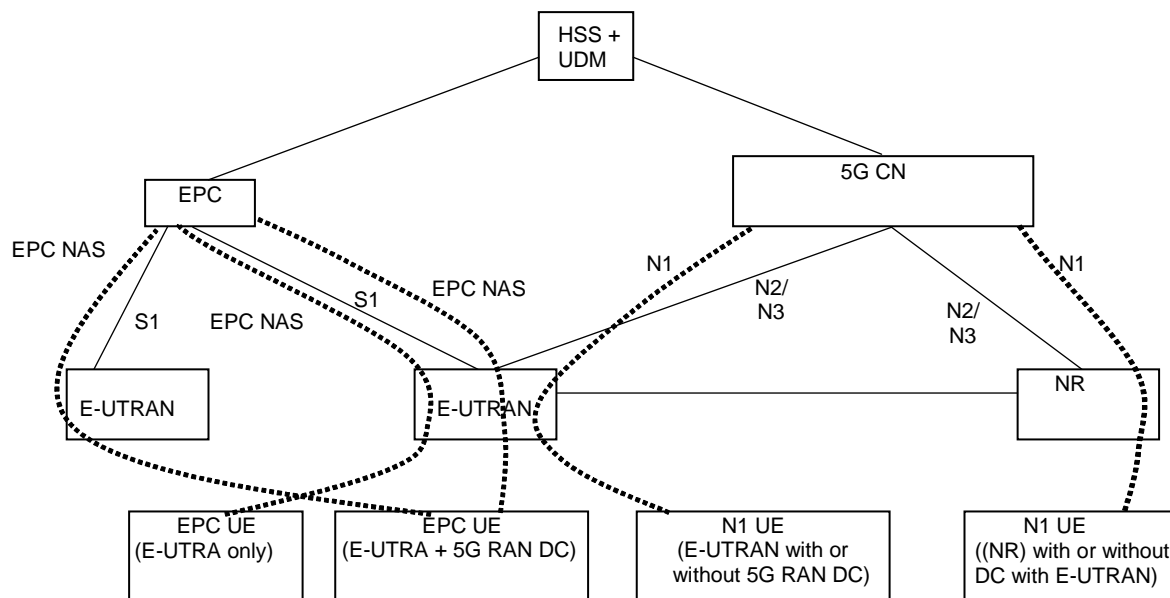 HSS +
UDM
EPC
5G CN
EPC NAS
N1
N1
S1
EPC NAS
EPC NAS
S1
N2/
N3
N2/
N3
E-UTRAN
E-UTRAN
NR
EPC UE
(E-UTRA only)
EPC UE
(E-UTRA + 5G RAN DC)
N1 UE
(E-UTRAN with or
without 5G RAN DC)
N1 UE
((NR) with or without
DC with E-UTRAN)